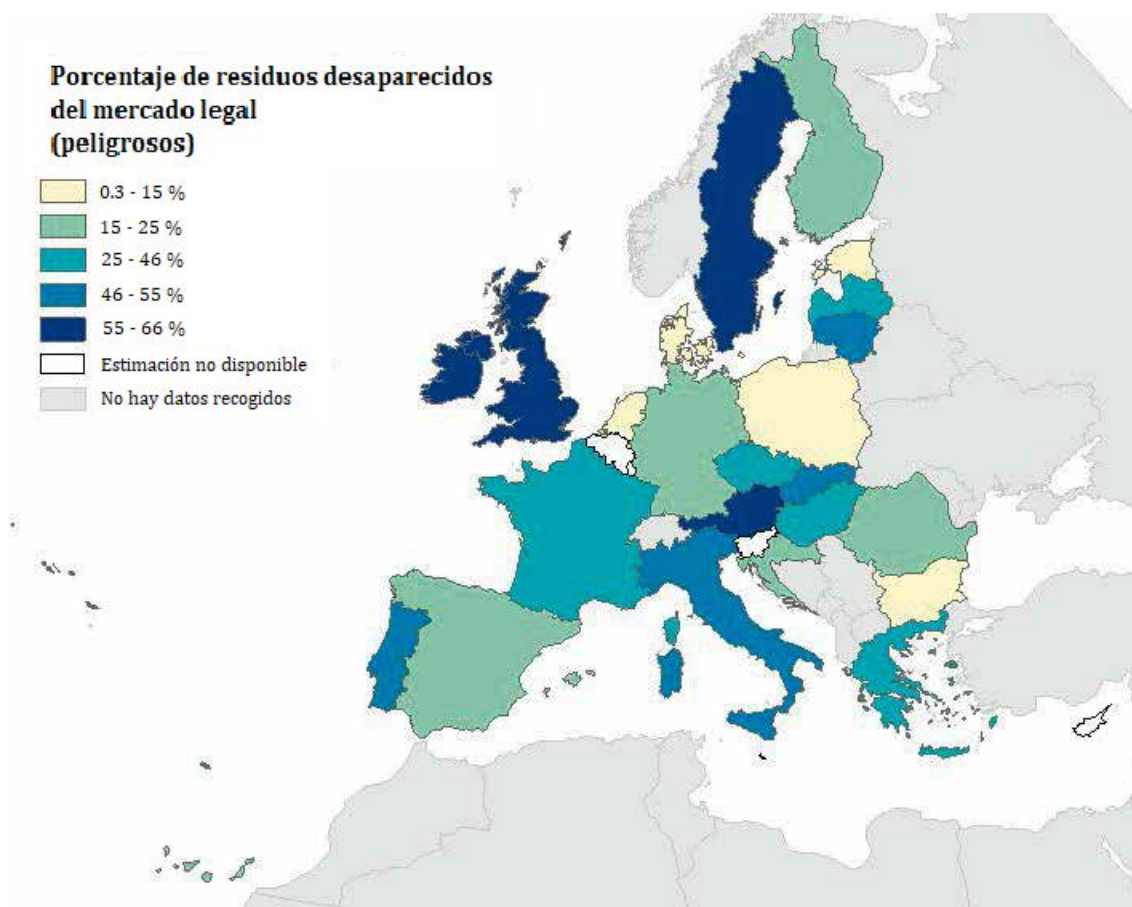 Porcentaje de residuos desaparecidos
del mercado legal
(peligrosos)
0.3 - 15 %
15 - 25 %
25 - 46 %
46 - 55 %
55 - 66 %
Estimación no disponible
No hay datos recogidos